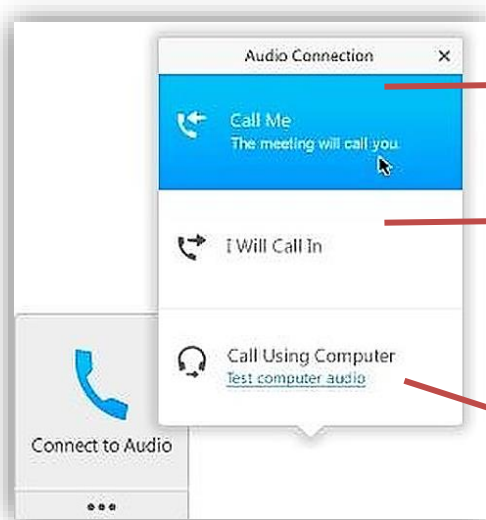 Audio Connection
Call Me
The meeting will call you.
I Will Call In
Call Using Computer
Test computer audio
Connect to Audio